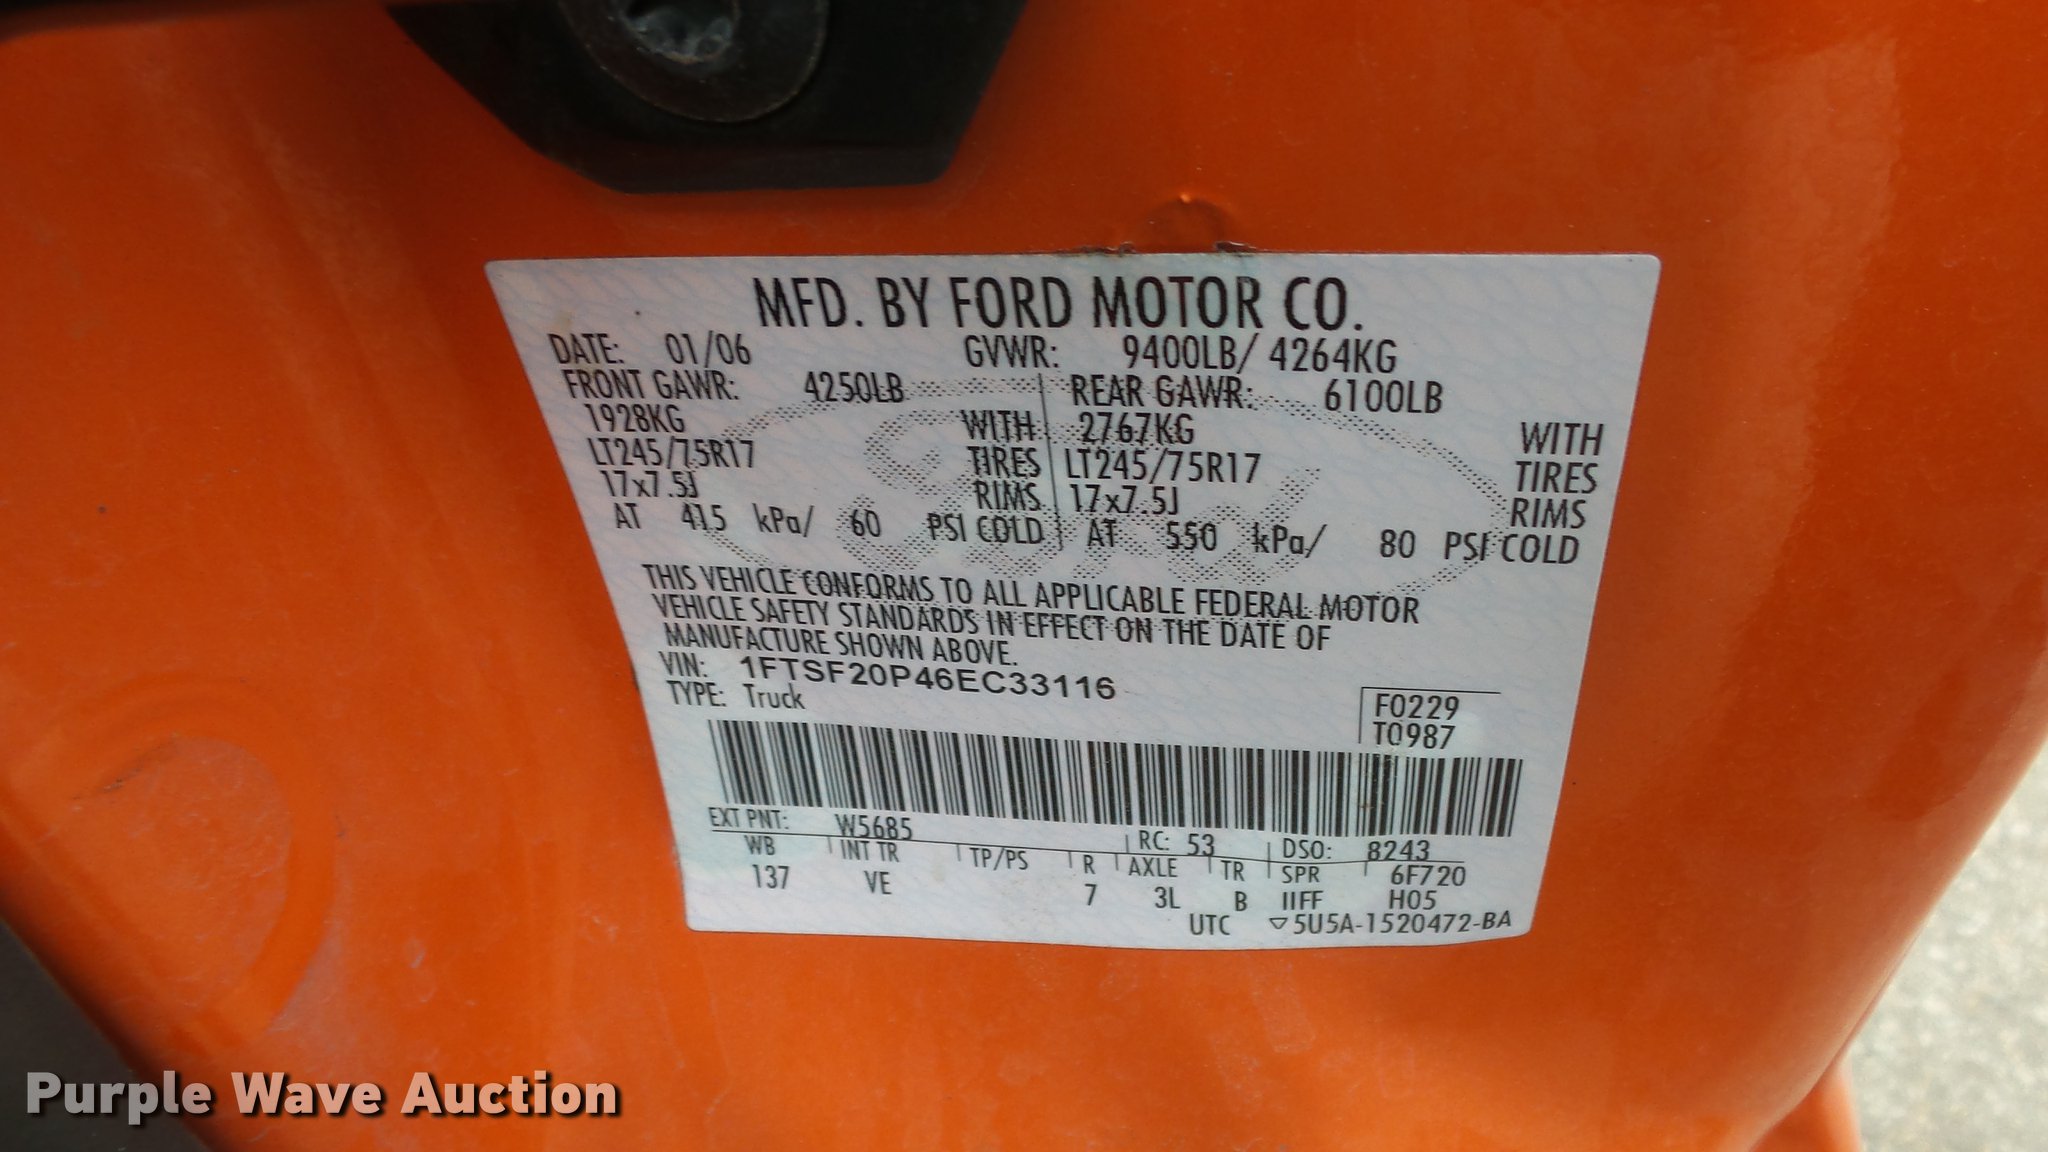 MFD. BY FORD MOTOR CO.
DATE: 01/06 GVWR: 9400LB/ 4264KG
FRONT GAWR: 4250LB REAR GAWR: 6100LB
1928KG WITH 2767KG WITH
LT245/75R17 TIRES LT245/75R17 TIRES
17x7.5J RIMS 17x7.5J RIMS
AT 415 kPa/ 60 PSI COLD AT 550 kPa/ 80 PSI COLD
THIS VEHICLE CONFORMS TO ALL APPLICABLE FEDERAL MOTOR
VEHICLE SAFETY STANDARDS IN EFFECT ON THE DATE OF
MANUFACTURE SHOWN ABOVE.
VIN: 1FTSF20P46EC33116
TYPE: Truck
F0229
T0987
EXT PNT: W5685 RC: 53 DSO: 8243
WB INT TR TP/PS R AXLE TR SPR 6F720
137 VE 7 3L B IIFF H05
UTC ▽5U5A-1520472-BA
Purple Wave Auction